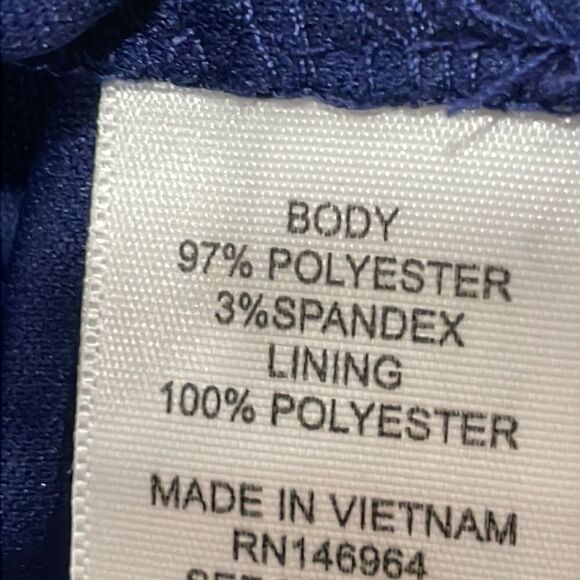 BODY
97% POLYESTER
3%SPANDEX
LINING
100% POLYESTER
MADE IN VIETNAM
RN146964